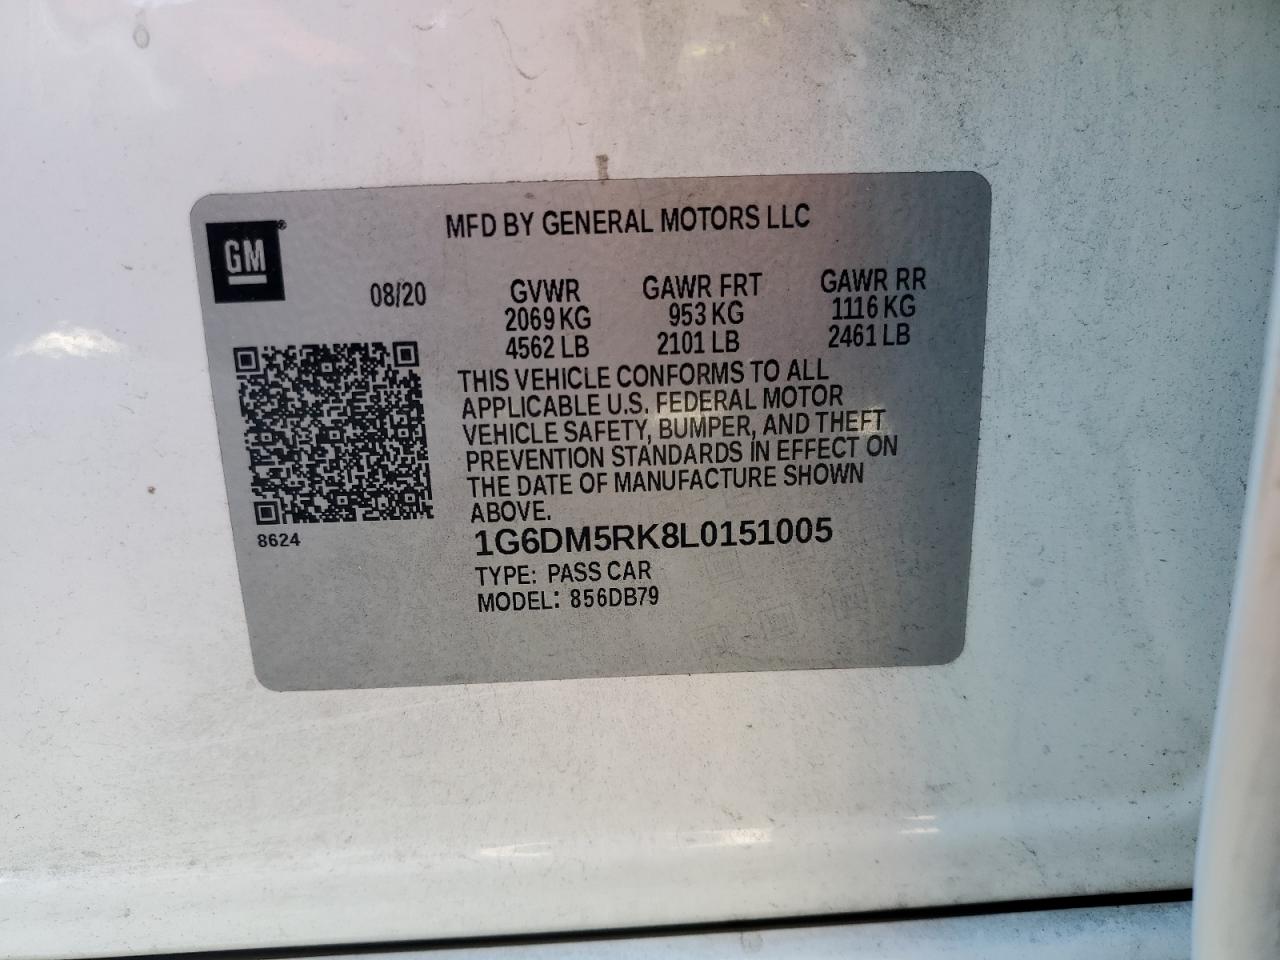 MFD BY GENERAL MOTORS LLC
GM®
08/20
GVWR GAWR FRT GAWR RR
2069 KG 953 KG 1116 KG
4562 LB 2101 LB 2461 LB
THIS VEHICLE CONFORMS TO ALL
APPLICABLE U.S. FEDERAL MOTOR
VEHICLE SAFETY, BUMPER, AND THEFT
PREVENTION STANDARDS IN EFFECT ON
THE DATE OF MANUFACTURE SHOWN
ABOVE.
8624
1G6DM5RK8L0151005
TYPE: PASS CAR
MODEL: 856DB79